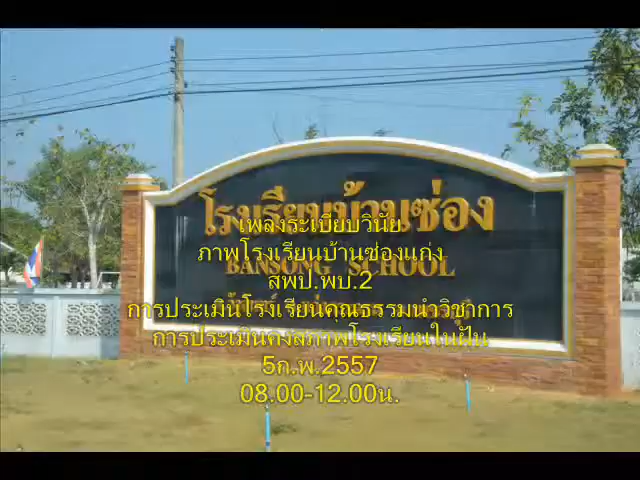 โรงเรียนบ้านซ่อง
เพลงระเบียบวินัย
ภาพโรงเรียนบ้านซ่องแก่ง
BANSONG SCHOOL
สพป.พบ.2
การประเมินโรงเรียนคุณธรรมนำวิชาการ
การประเมินคงสภาพโรงเรียนในฝัน
5ก.พ.2557
08.00-12.00น.